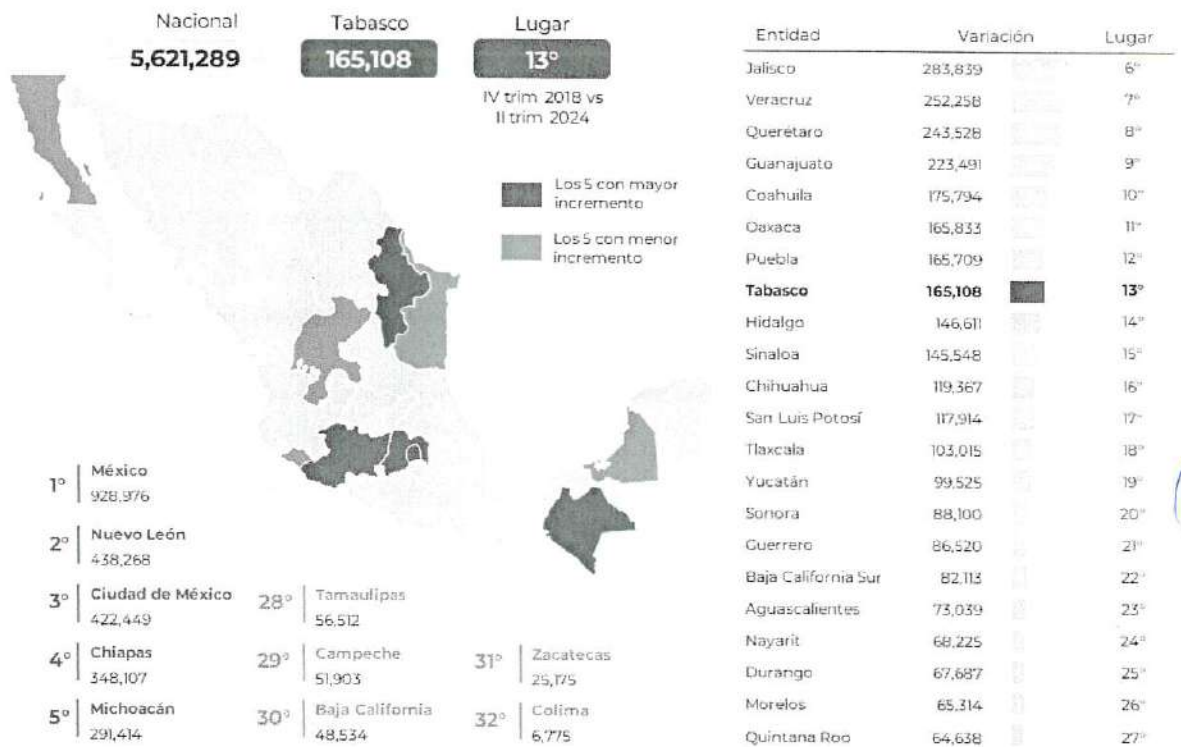 Nacional
5,621,289
Tabasco
165,108
Lugar
13°
IV trim 2018 vs
II trim 2024
Los 5 con mayor
incremento
Los 5 con menor
incremento
1° México
928,976
2° Nuevo León
438,268
3° Ciudad de México
422,449
4° Chiapas
348,107
5° Michoacán
291,414
28° Tamaulipas
56,512
29° Campeche
51,903
30° Baja California
48,534
31° Zacatecas
25,175
32° Colima
6,775
Entidad Variación Lugar
Jalisco 283,839 6°
Veracruz 252,258 7°
Querétaro 243,528 8°
Guanajuato 223,491 9°
Coahuila 175,794 10°
Oaxaca 165,833 11°
Puebla 165,709 12°
Tabasco 165,108 13°
Hidalgo 146,611 14°
Sinaloa 145,548 15°
Chihuahua 119,367 16°
San Luis Potosí 117,914 17°
Tlaxcala 103,015 18°
Yucatán 99,525 19°
Sonora 88,100 20°
Guerrero 86,520 21°
Baja California Sur 82,113 22°
Aguascalientes 73,039 23°
Nayarit 68,225 24°
Durango 67,687 25°
Morelos 65,314 26°
Quintana Roo 64,638 27°